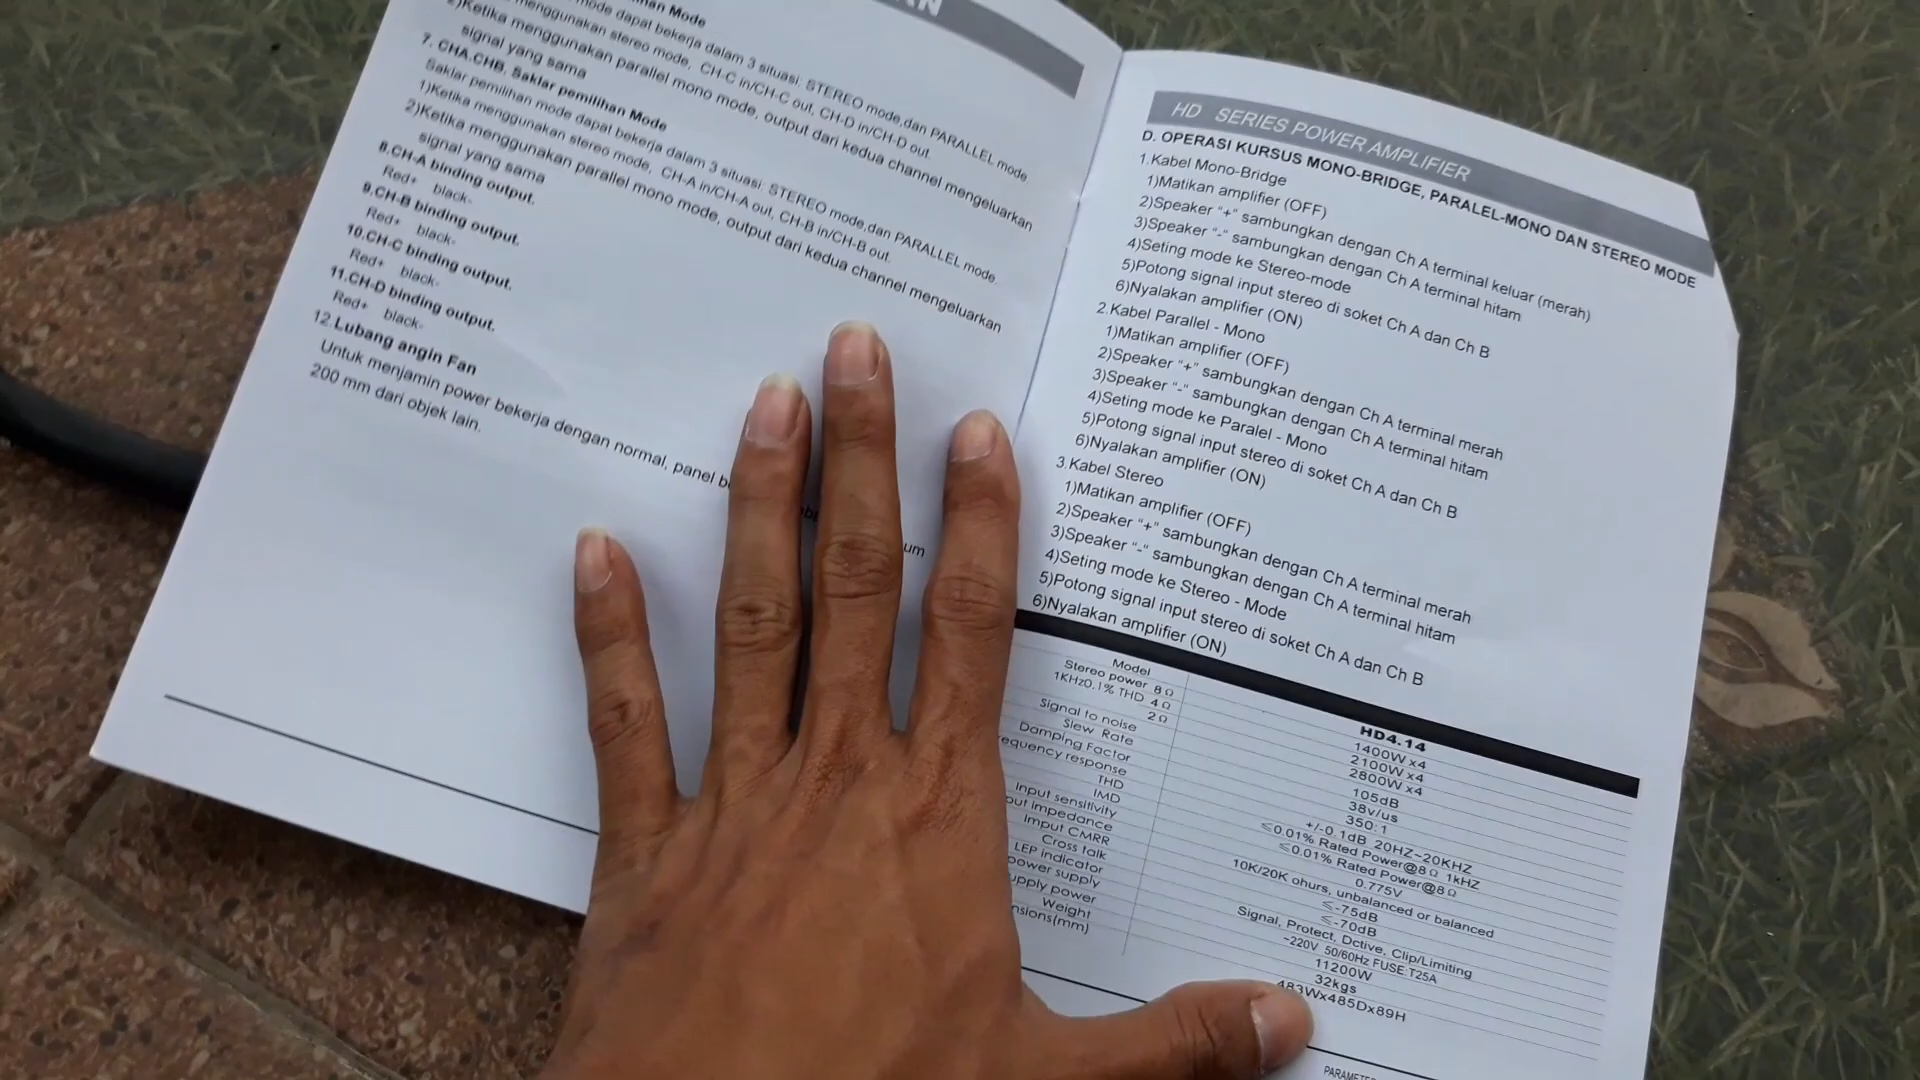 AN
ihan Mode
mode dapat bekerja dalam 3 situasi: STEREO mode,dan PARALLEL mode
menggunakan stereo mode, CH-C in/CH-C out, CH-D in/CH-D out.
2)Ketika menggunakan parallel mono mode, output dari kedua channel mengeluarkan
signal yang sama
7. CHA.CHB. Saklar pemilihan Mode
Saklar pemilihan mode dapat bekerja dalam 3 situasi: STEREO mode,dan PARALLEL mode.
1)Ketika menggunakan stereo mode, CH-A in/CH-A out, CH-B in/CH-B out.
2)Ketika menggunakan parallel mono mode, output dari kedua channel mengeluarkan
signal yang sama
8.CH-A binding output.
Red+ black-
9.CH-B binding output.
Red+ black-
10.CH-C binding output.
Red+ black-
11.CH-D binding output.
Red+ black-
12.Lubang angin Fan
Untuk menjamin power bekerja dengan normal, panel b
um
200 mm dari objek lain.
HD SERIES POWER AMPLIFIER
D. OPERASI KURSUS MONO-BRIDGE, PARALEL-MONO DAN STEREO MODE
1.Kabel Mono-Bridge
1)Matikan amplifier (OFF)
2)Speaker "+" sambungkan dengan Ch A terminal keluar (merah)
3)Speaker "-" sambungkan dengan Ch A terminal hitam
4)Seting mode ke Stereo-mode
5)Potong signal input stereo di soket Ch A dan Ch B
6)Nyalakan amplifier (ON)
2.Kabel Parallel - Mono
1)Matikan amplifier (OFF)
2)Speaker "+" sambungkan dengan Ch A terminal merah
3)Speaker "-" sambungkan dengan Ch A terminal hitam
4)Seting mode ke Paralel - Mono
5)Potong signal input stereo di soket Ch A dan Ch B
6)Nyalakan amplifier (ON)
3.Kabel Stereo
1)Matikan amplifier (OFF)
2)Speaker "+" sambungkan dengan Ch A terminal merah
3)Speaker "-" sambungkan dengan Ch A terminal hitam
4)Seting mode ke Stereo - Mode
5)Potong signal input stereo di soket Ch A dan Ch B
6)Nyalakan amplifier (ON)
Model HD4.14
Stereo power 8Ω 1400W x4
1KHz0.1% THD 4Ω 2100W x4
2Ω 2800W x4
Signal to noise 105dB
Slew Rate 38v/us
Damping Factor 350:1
requency response +/-0.1dB 20HZ~20KHZ
THD ≤0.01% Rated Power@8Ω 1kHZ
IMD ≤0.01% Rated Power@8Ω
Input sensitivity 0.775V
out impedance 10K/20K ohurs, unbalanced or balanced
Imput CMRR ≤-75dB
Cross talk ≤-70dB
LEP indicator Signal, Protect, Dctive, Clip/Limiting
power supply ~220V 50/60Hz FUSE:T25A
upply power 11200W
Weight 32kgs
nsions(mm) 483Wx485Dx89H
PARAMETE